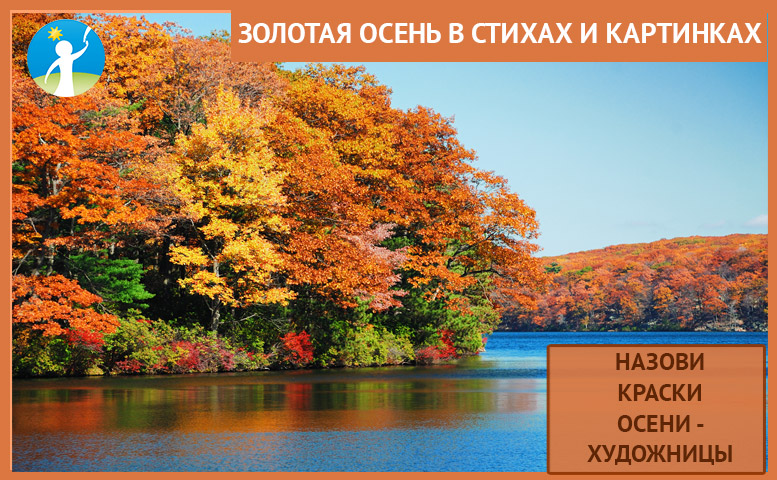 ЗОЛОТАЯ ОСЕНЬ В СТИХАХ И КАРТИНКАХ
НАЗОВИ
КРАСКИ
ОСЕНИ -
ХУДОЖНИЦЫ